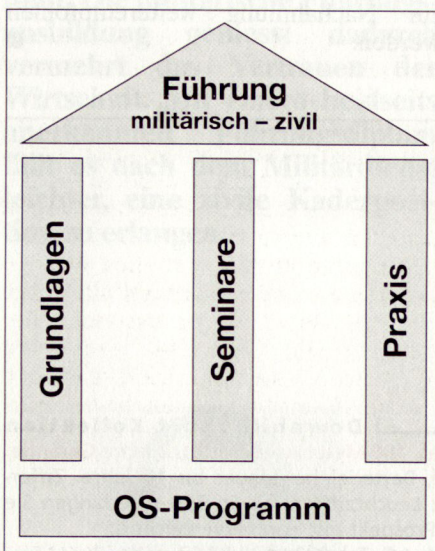 Führung
militärisch – zivil
Grundlagen
Seminare
Praxis
OS-Programm